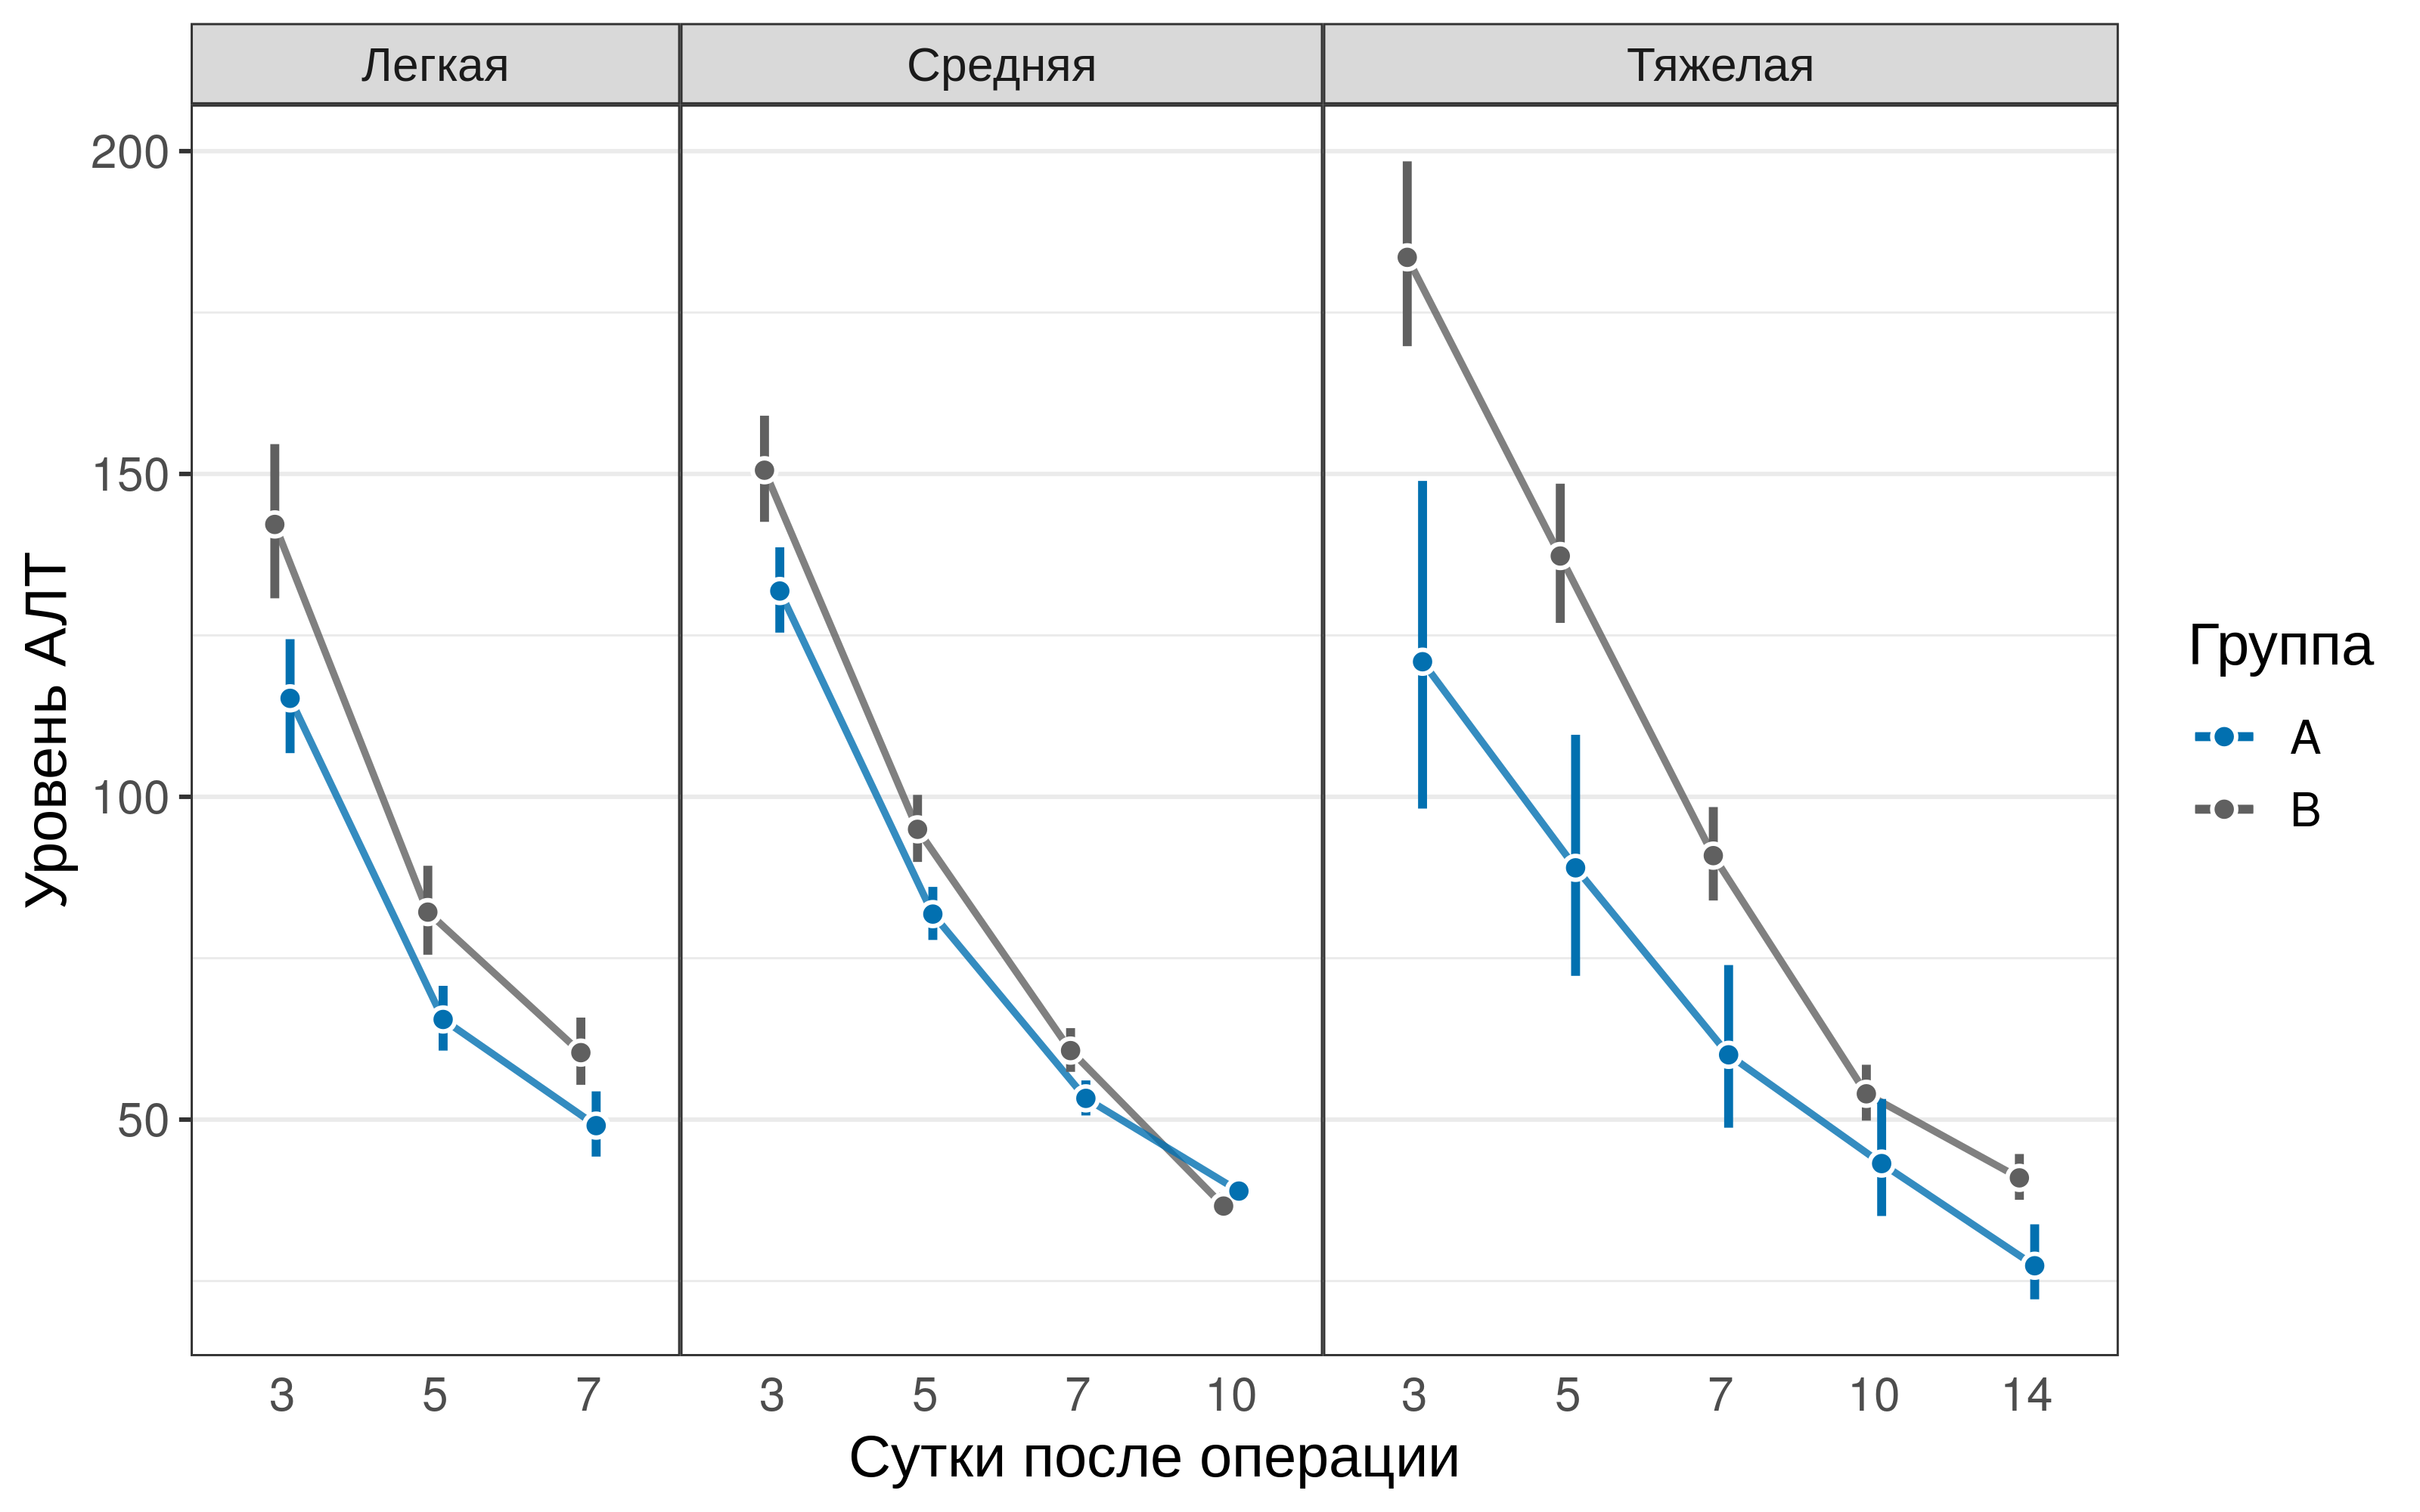 Легкая
Средняя
Тяжелая
200
150
100
50
Уровень АЛТ
3 5 7
3 5 7 10
3 5 7 10 14
Сутки после операции
Группа
A
B